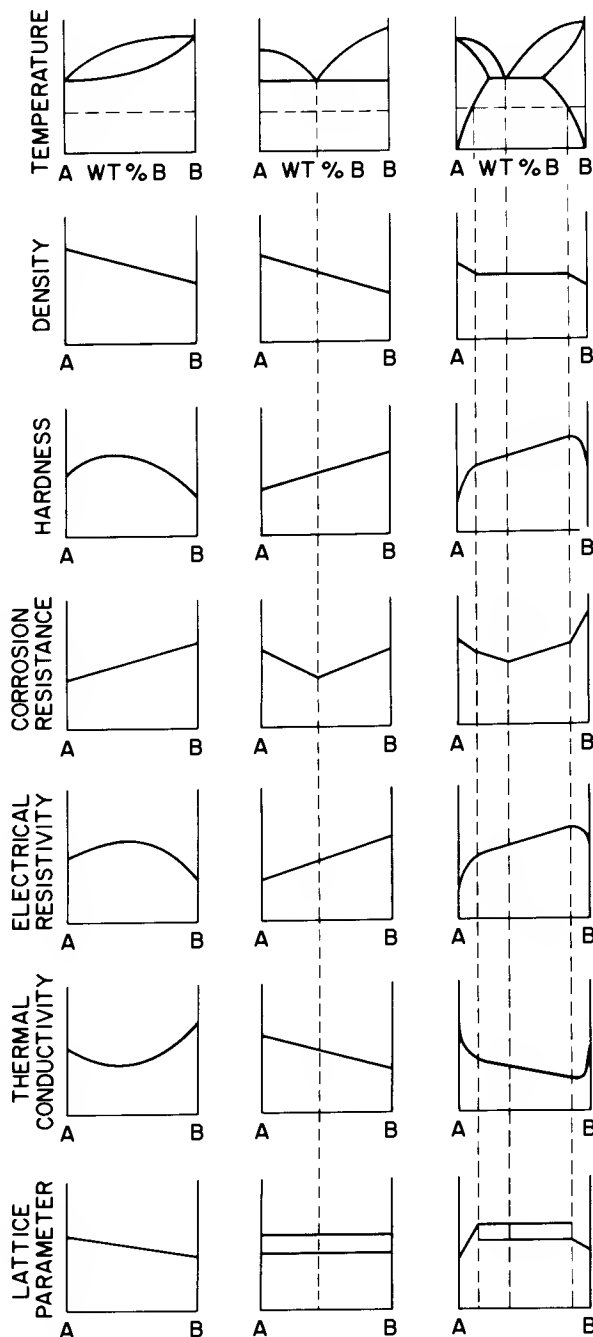 TEMPERATURE
A WT % B B
A WT % B B
A WT % B B
DENSITY
A B
A B
A B
HARDNESS
A B
A B
A B
CORROSION
RESISTANCE
A B
A B
A B
ELECTRICAL
RESISTIVITY
A B
A B
A B
THERMAL
CONDUCTIVITY
A B
A B
A B
LATTICE
PARAMETER
A B
A B
A B